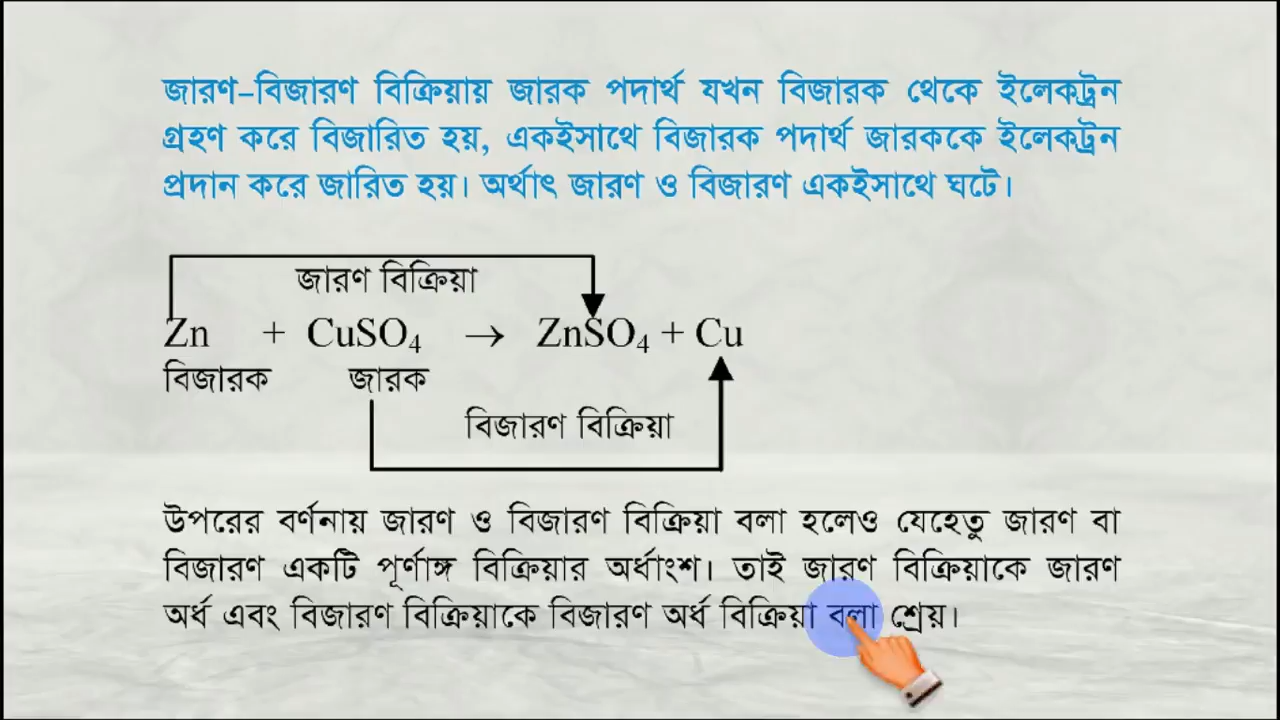 জারণ–বিজারণ বিক্রিয়ায় জারক পদার্থ যখন বিজারক থেকে ইলেকট্রন
গ্রহণ করে বিজারিত হয়, একইসাথে বিজারক পদার্থ জারককে ইলেকট্রন
প্রদান করে জারিত হয়। অর্থাৎ জারণ ও বিজারণ একইসাথে ঘটে।
জারণ বিক্রিয়া
Zn + CuSO₄ → ZnSO₄ + Cu
বিজারক জারক
বিজারণ বিক্রিয়া
উপরের বর্ণনায় জারণ ও বিজারণ বিক্রিয়া বলা হলেও যেহেতু জারণ বা
বিজারণ একটি পূর্ণাঙ্গ বিক্রিয়ার অর্ধাংশ। তাই জারণ বিক্রিয়াকে জারণ
অর্ধ এবং বিজারণ বিক্রিয়াকে বিজারণ অর্ধ বিক্রিয়া বলা শ্রেয়।